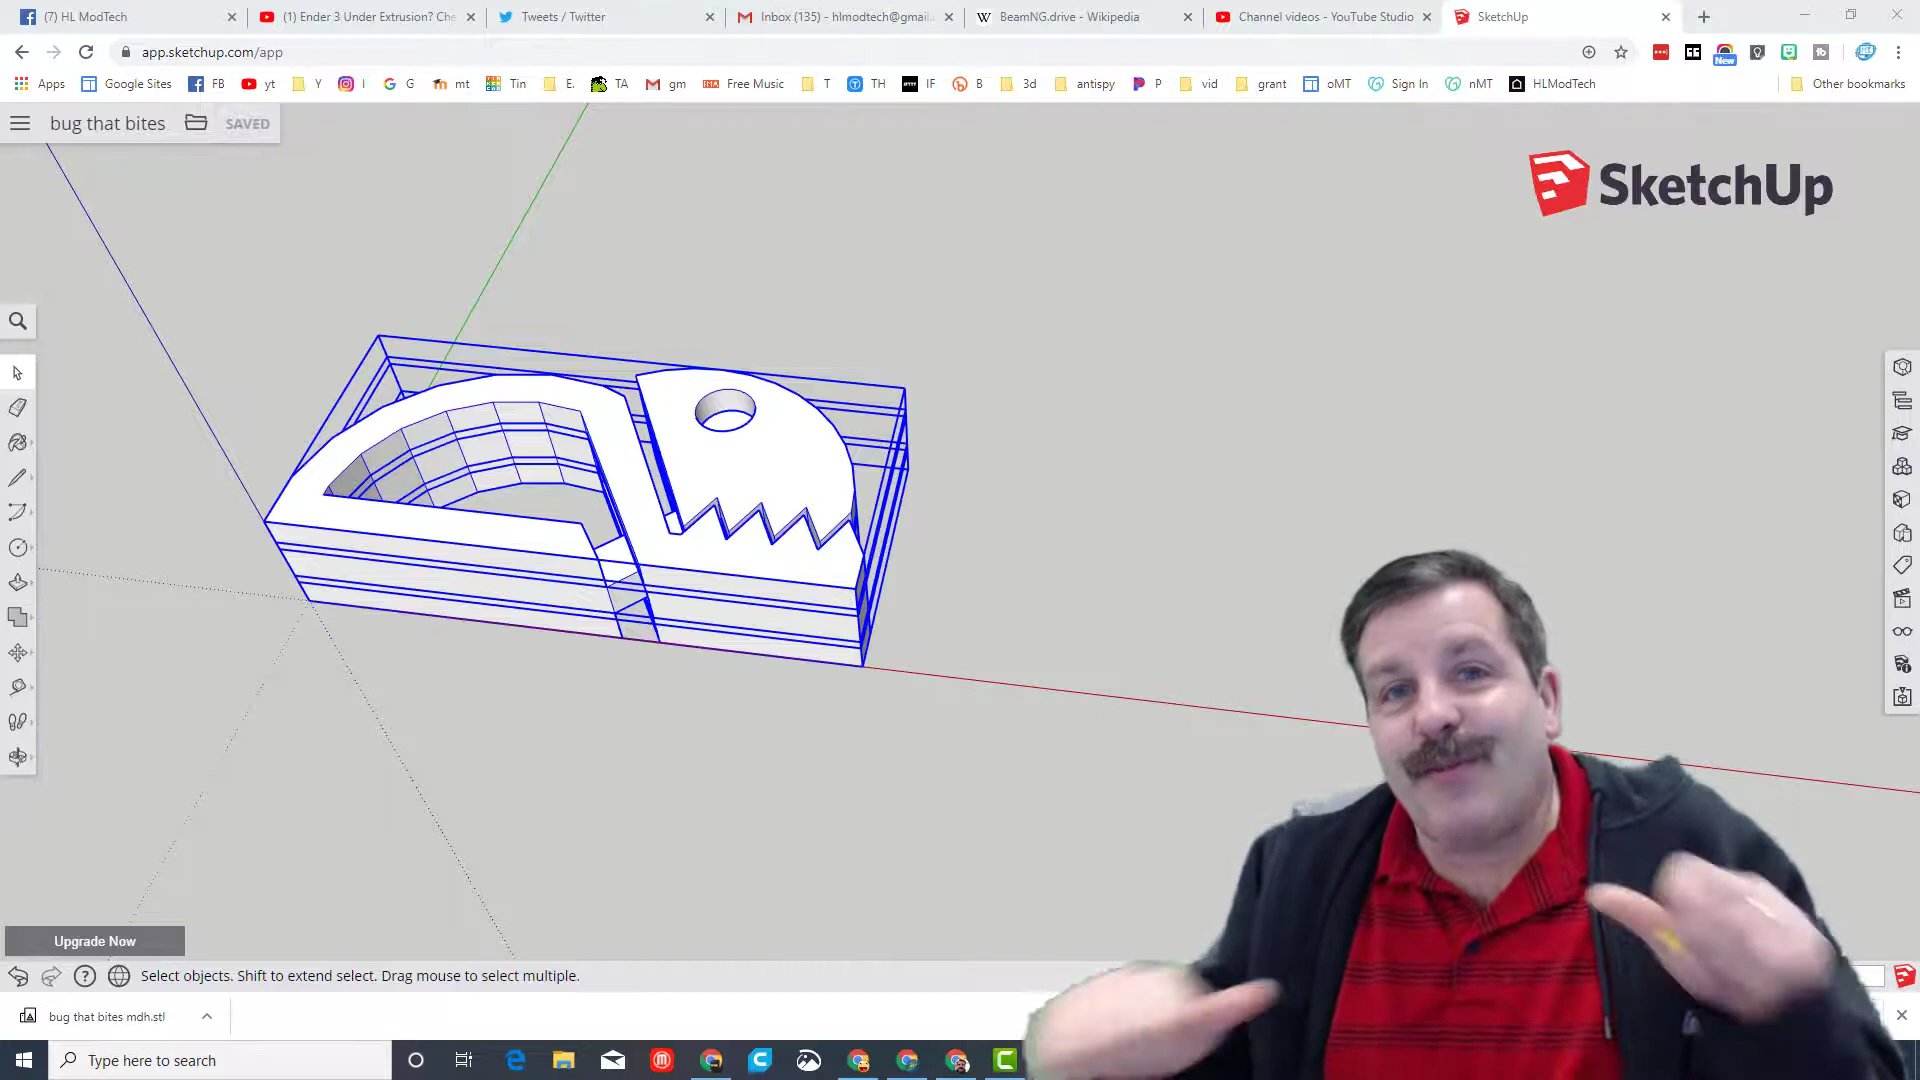 (7) HL ModTech
(1) Ender 3 Under Extrusion? Che
Tweets / Twitter
Inbox (135) - hlmodtech@gmail.
BeamNG.drive - Wikipedia
Channel videos - YouTube Studio
SketchUp
app.sketchup.com/app
New
Apps
Google Sites
FB
yt
Y
I
G
mt
Tin
E.
TA
gm
Free Music
T
TH
IF
B
3d
antispy
P
vid
grant
oMT
Sign In
nMT
HLModTech
Other bookmarks
bug that bites
SAVED
SketchUp
Upgrade Now
Select objects. Shift to extend select. Drag mouse to select multiple.
bug that bites mdh.stl
Type here to search